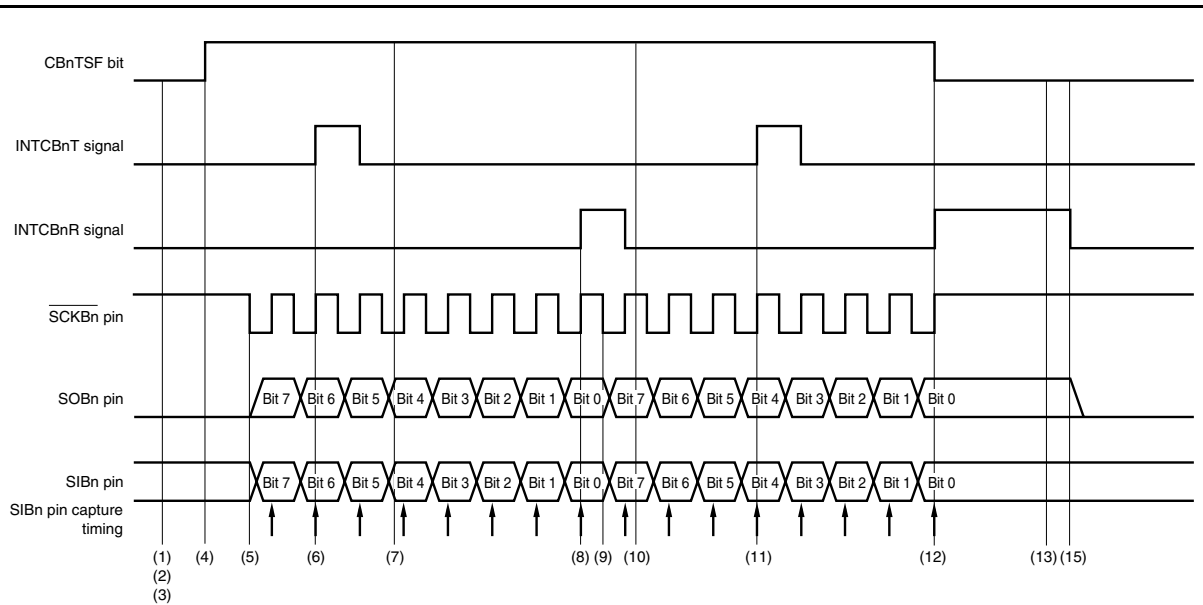 CBnTSF bit
INTCBnT signal
INTCBnR signal
SCKBn pin
SOBn pin
Bit 7 Bit 6 Bit 5 Bit 4 Bit 3 Bit 2 Bit 1 Bit 0 Bit 7 Bit 6 Bit 5 Bit 4 Bit 3 Bit 2 Bit 1 Bit 0
SIBn pin
Bit 7 Bit 6 Bit 5 Bit 4 Bit 3 Bit 2 Bit 1 Bit 0 Bit 7 Bit 6 Bit 5 Bit 4 Bit 3 Bit 2 Bit 1 Bit 0
SIBn pin capture
timing
(1) (4) (5) (6) (7) (8) (9) (10) (11) (12) (13) (15)
(2)
(3)